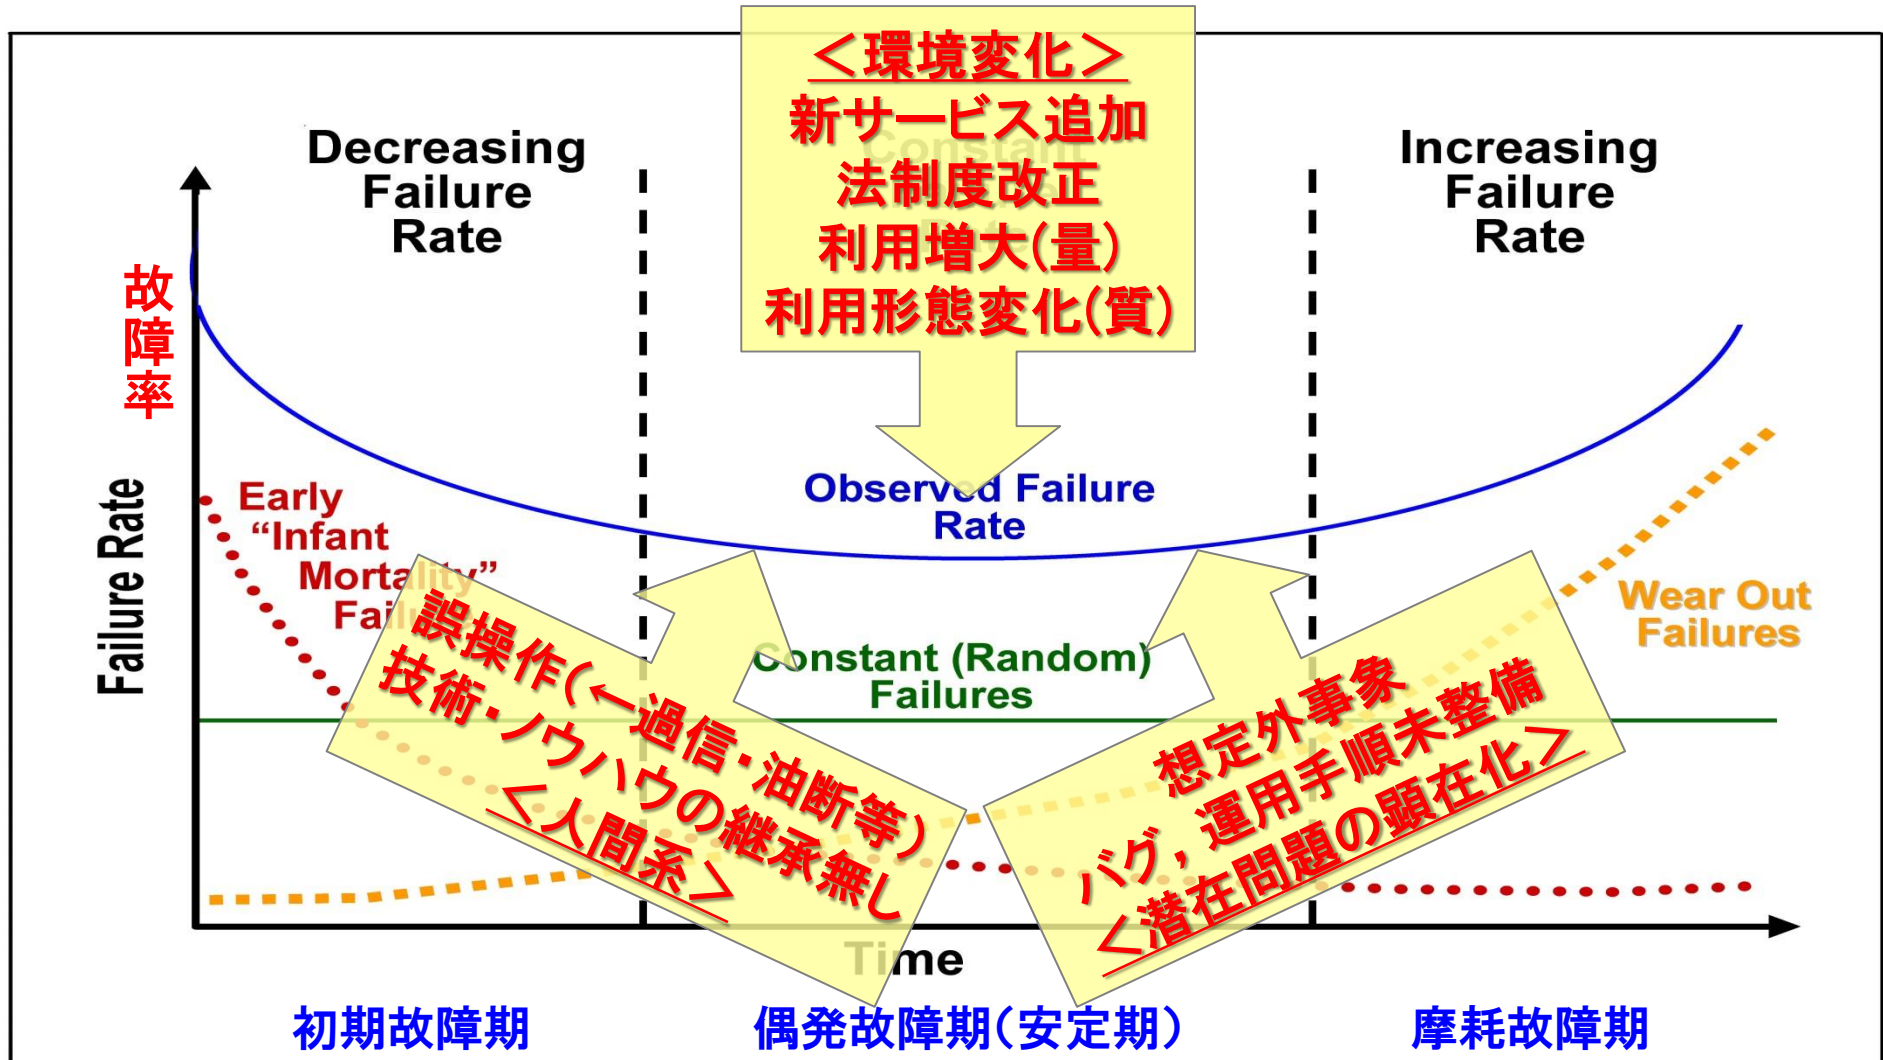 ＜環境変化＞
新サービス追加
法制度改正
利用増大(量)
利用形態変化(質)
Decreasing
Failure
Rate
Constant
Increasing
Failure
Rate
故障率
Failure Rate
Early
“Infant
Mortality”
Observed Failure
Rate
Constant (Random)
Failures
Wear Out
Failures
誤操作(←過信・油断等)
技術・ノウハウの継承無し
＜人間系＞
想定外事象
バグ，運用手順未整備
＜潜在問題の顕在化＞
Time
初期故障期
偶発故障期(安定期)
摩耗故障期